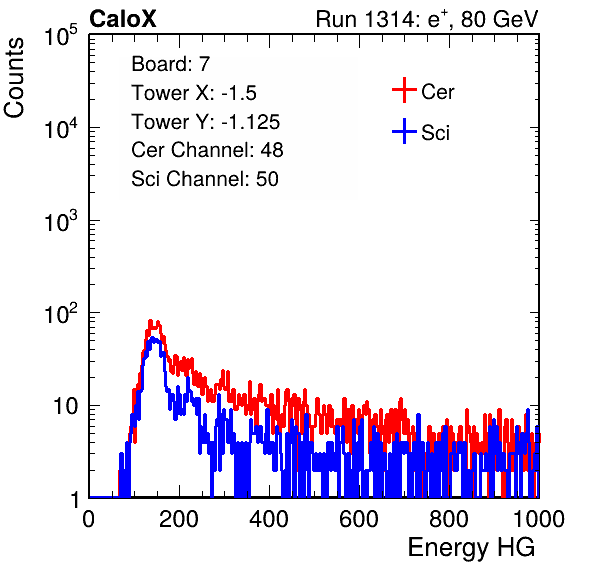 CaloX Run 1314: e⁺, 80 GeV
Counts
Board: 7
Tower X: -1.5
Tower Y: -1.125
Cer Channel: 48
Sci Channel: 50
Cer
Sci
10⁵
10⁴
10³
10²
10
1
0 200 400 600 800 1000
Energy HG